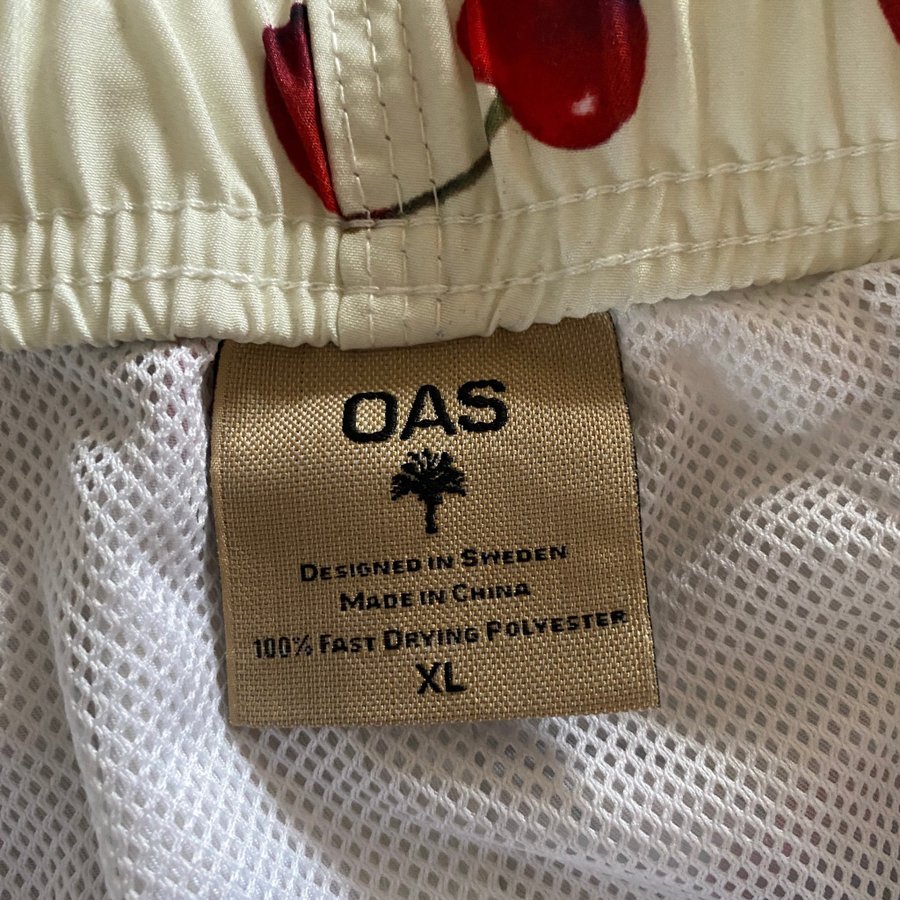 OAS
Designed in Sweden
Made in China
100% Fast Drying Polyester
XL